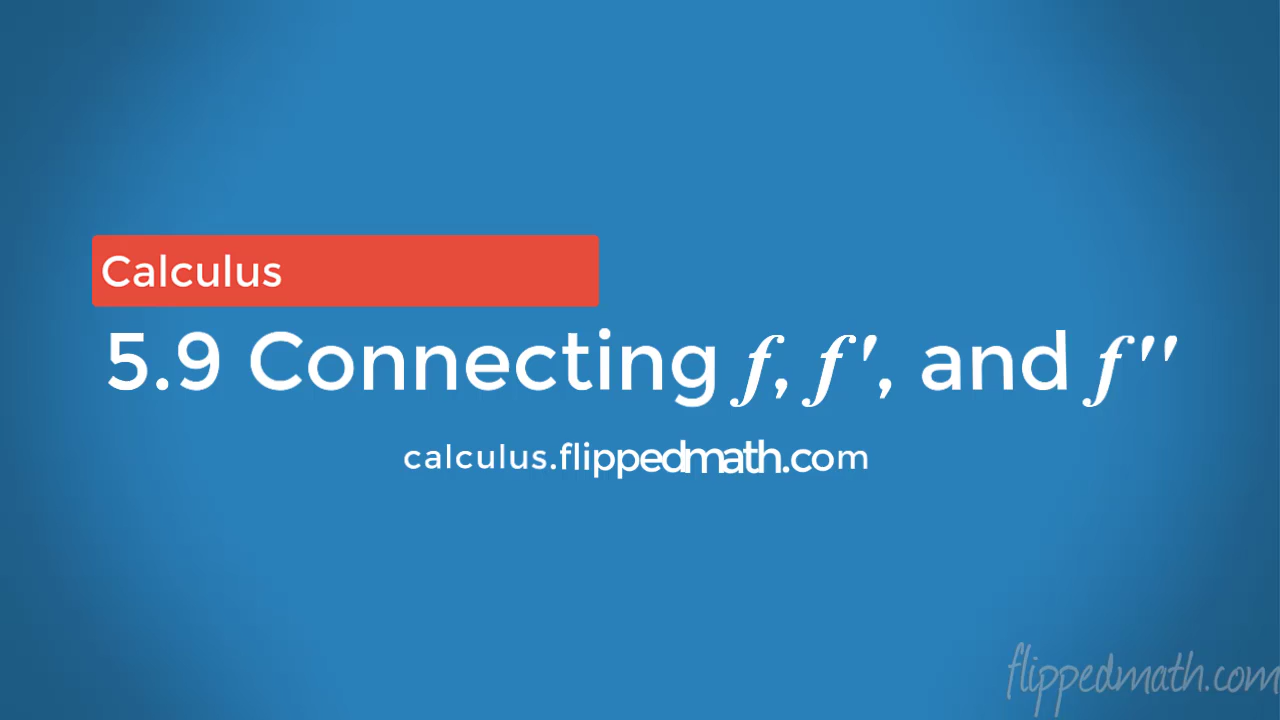 Calculus
5.9 Connecting f, f', and f''
calculus.flippedmath.com
flippedmath.com